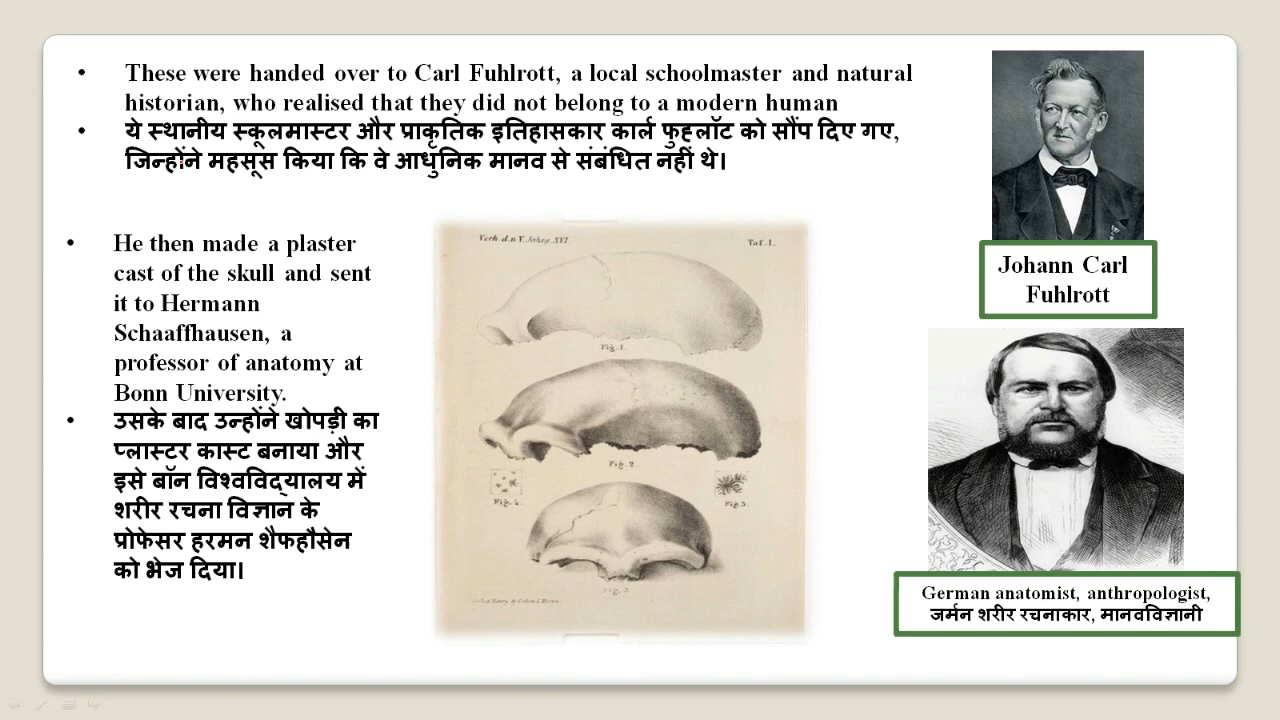 • These were handed over to Carl Fuhlrott, a local schoolmaster and natural
historian, who realised that they did not belong to a modern human
• ये स्थानीय स्कूलमास्टर और प्राकृतिक इतिहासकार कार्ल फुह्लॉट को सौंप दिए गए,
जिन्होंने महसूस किया कि वे आधुनिक मानव से संबंधित नहीं थे।
• He then made a plaster
cast of the skull and sent
it to Hermann
Schaaffhausen, a
professor of anatomy at
Bonn University.
• उसके बाद उन्होंने खोपड़ी का
प्लास्टर कास्ट बनाया और
इसे बॉन विश्वविद्यालय में
शरीर रचना विज्ञान के
प्रोफेसर हरमन शैफहौसेन
को भेज दिया।
Verh. d. n. V. Jahrg. XVI.
Taf. I.
Fig. 1.
Fig. 2.
Fig. 4.
Fig. 5.
Fig. 3
Johann Carl
Fuhlrott
German anatomist, anthropologist,
जर्मन शरीर रचनाकार, मानवविज्ञानी